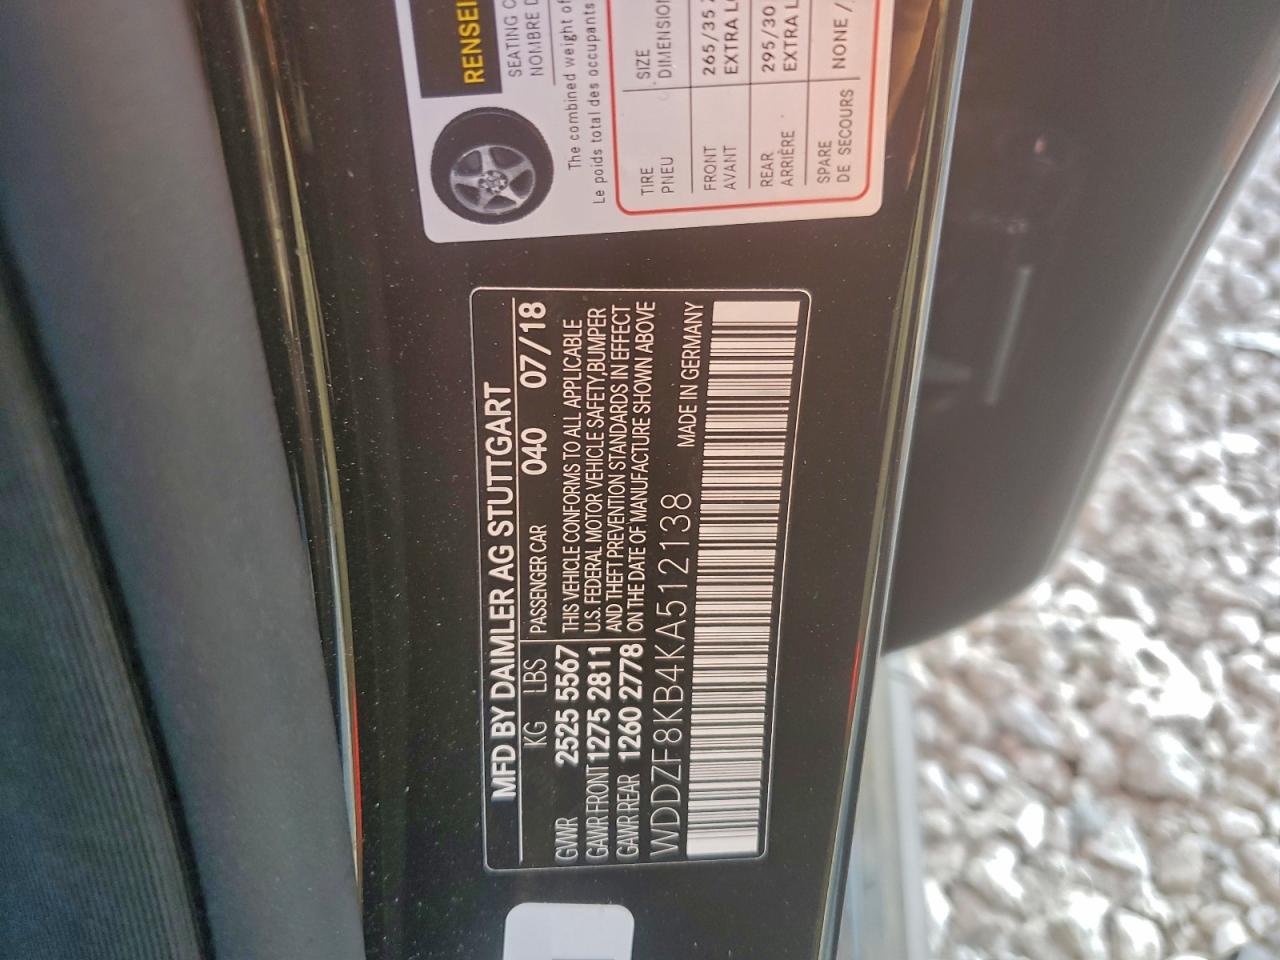 MFD BY DAIMLER AG STUTTGART
KG LBS PASSENGER CAR 040 07/18
GVWR 2525 5567 THIS VEHICLE CONFORMS TO ALL APPLICABLE
GAWR FRONT 1275 2811 U.S. FEDERAL MOTOR VEHICLE SAFETY,BUMPER
GAWR REAR 1260 2778 AND THEFT PREVENTION STANDARDS IN EFFECT
ON THE DATE OF MANUFACTURE SHOWN ABOVE
WDDZF8KB4KA512138 MADE IN GERMANY
RENSEI
SEATING C
NOMBRE D
The combined weight of
Le poids total des occupants
TIRE SIZE
PNEU DIMENSION
FRONT 265/35
AVANT EXTRA L
REAR 295/30
ARRIÈRE EXTRA L
SPARE NONE /
DE SECOURS